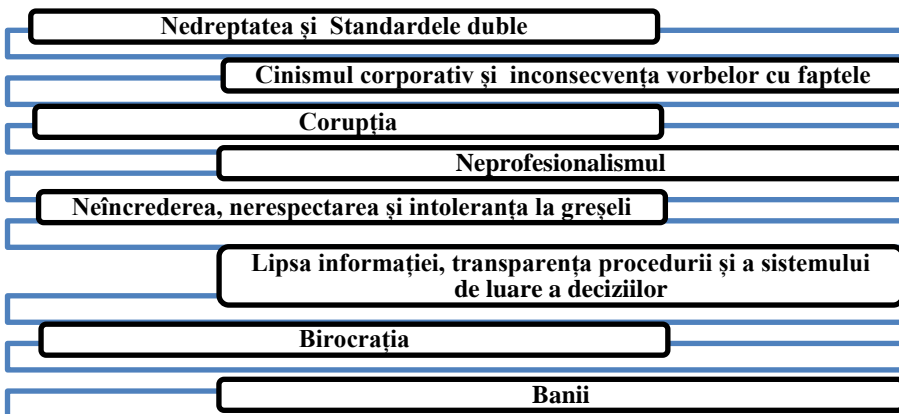 Nedreptatea și Standardele duble
Cinismul corporativ și inconsecvența vorbelor cu faptele
Corupția
Neprofesionalismul
Neîncrederea, nerespectarea și intoleranța la greșeli
Lipsa informației, transparența procedurii și a sistemului
de luare a deciziilor
Birocrația
Banii